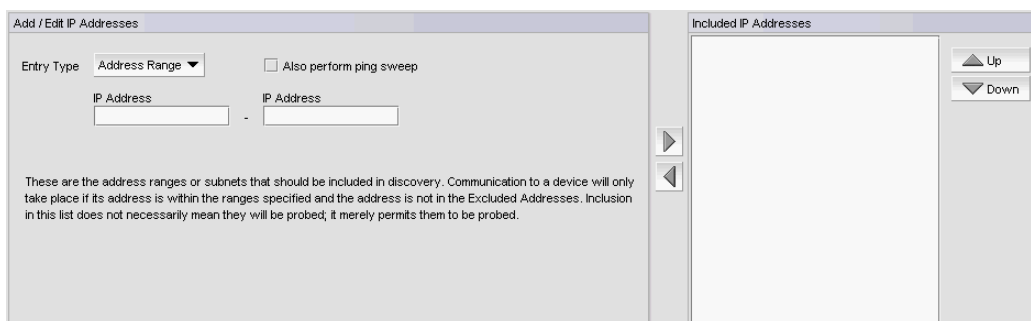 Add / Edit IP Addresses
Entry Type
Address Range
Also perform ping sweep
IP Address
IP Address
-
These are the address ranges or subnets that should be included in discovery. Communication to a device will only
take place if its address is within the ranges specified and the address is not in the Excluded Addresses. Inclusion
in this list does not necessarily mean they will be probed; it merely permits them to be probed.
Included IP Addresses
Up
Down